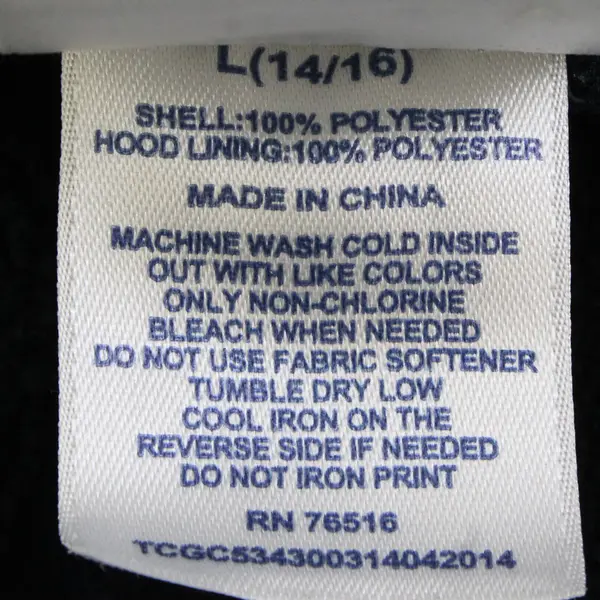 L(14/16)
SHELL:100% POLYESTER
HOOD LINING:100% POLYESTER
MADE IN CHINA
MACHINE WASH COLD INSIDE
OUT WITH LIKE COLORS
ONLY NON-CHLORINE
BLEACH WHEN NEEDED
DO NOT USE FABRIC SOFTENER
TUMBLE DRY LOW
COOL IRON ON THE
REVERSE SIDE IF NEEDED
DO NOT IRON PRINT
RN 76516
TCGC534300314042014